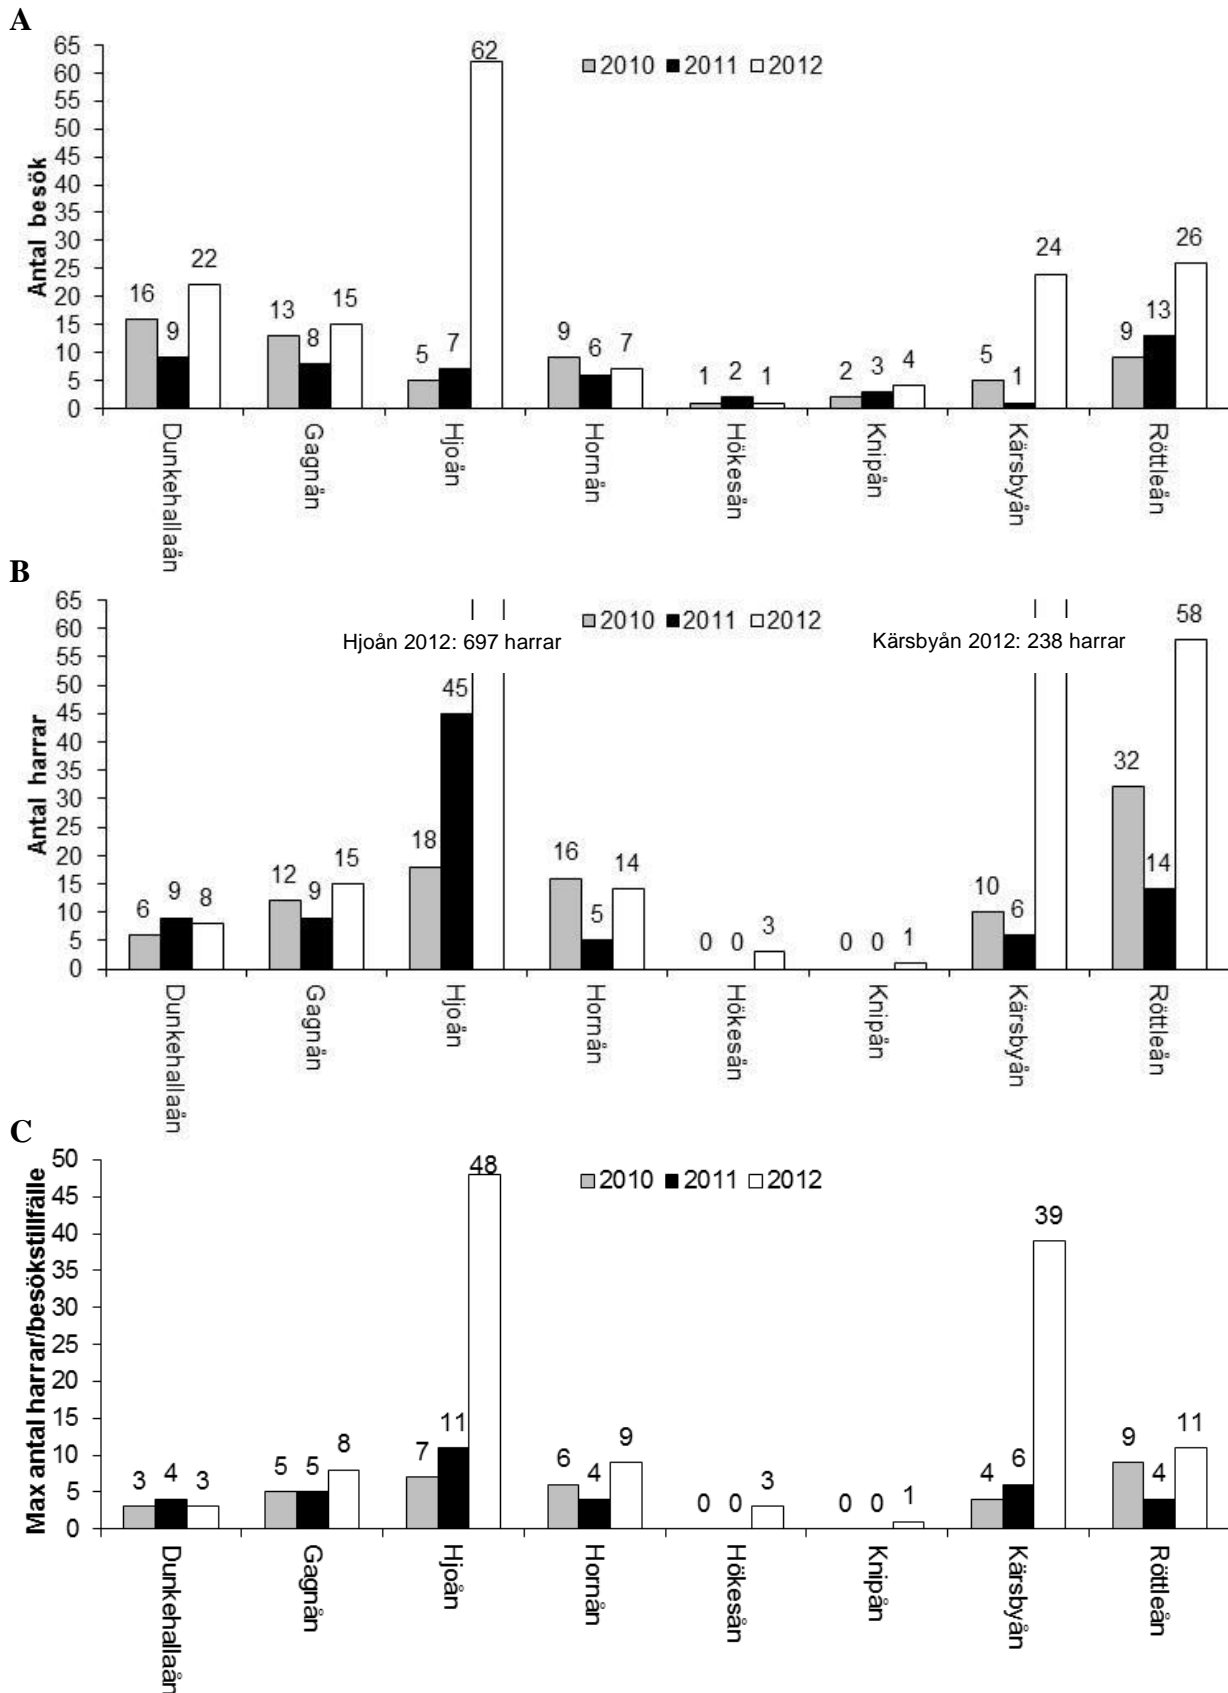 A
Antal besök
65
60
55
50
45
40
35
30
25
20
15
10
5
0
2010 2011 2012
16 9 22 13 8 15 5 7 62 9 6 7 1 2 1 2 3 4 5 1 24 9 13 26
Dunkehallaån
Gagnån
Hjoån
Hornån
Hökesån
Knipån
Kärsbyån
Röttleån
B
Antal harrar
65
60
55
50
45
40
35
30
25
20
15
10
5
0
2010 2011 2012
Hjoån 2012: 697 harrar
Kärsbyån 2012: 238 harrar
6 9 8 12 9 15 18 45 16 5 14 0 0 3 0 0 1 10 6 32 14 58
Dunkehallaån
Gagnån
Hjoån
Hornån
Hökesån
Knipån
Kärsbyån
Röttleån
C
Max antal harrar/besökstillfälle
50
45
40
35
30
25
20
15
10
5
0
2010 2011 2012
3 4 3 5 5 8 7 11 48 6 4 9 0 0 3 0 0 1 4 6 39 9 4 11
Dunkehallaån
Gagnån
Hjoån
Hornån
Hökesån
Knipån
Kärsbyån
Röttleån